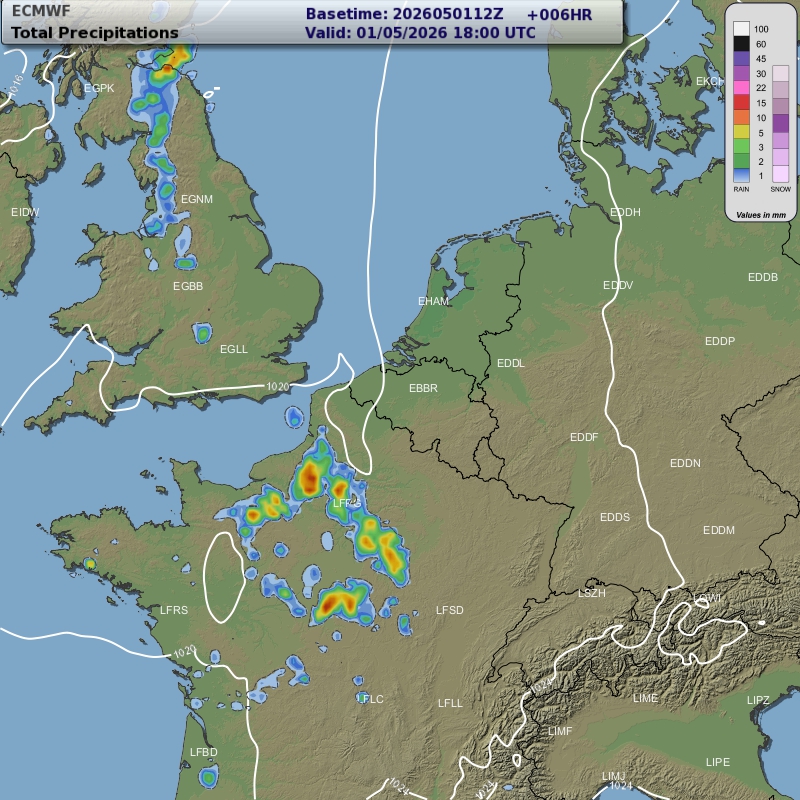 ECMWF
Basetime: 2026050112Z +006HR
Total Precipitations
Valid: 01/05/2026 18:00 UTC
100
60
45
30
22
15
10
5
3
2
1
RAIN
SNOW
Values in mm
1016
EGPK
EIDW
EGNM
EDDH
EGBB
EDDV
EDDB
EHAM
EGLL
EDDP
EDDL
1020
EBBR
EDDF
EDDN
EDDS
EDDM
LFRS
LFSD
LSZH
1020
1024
LFLC
LFLL
LIME
LIPZ
LIMF
LFBD
LIPE
LIMJ
1024
1024